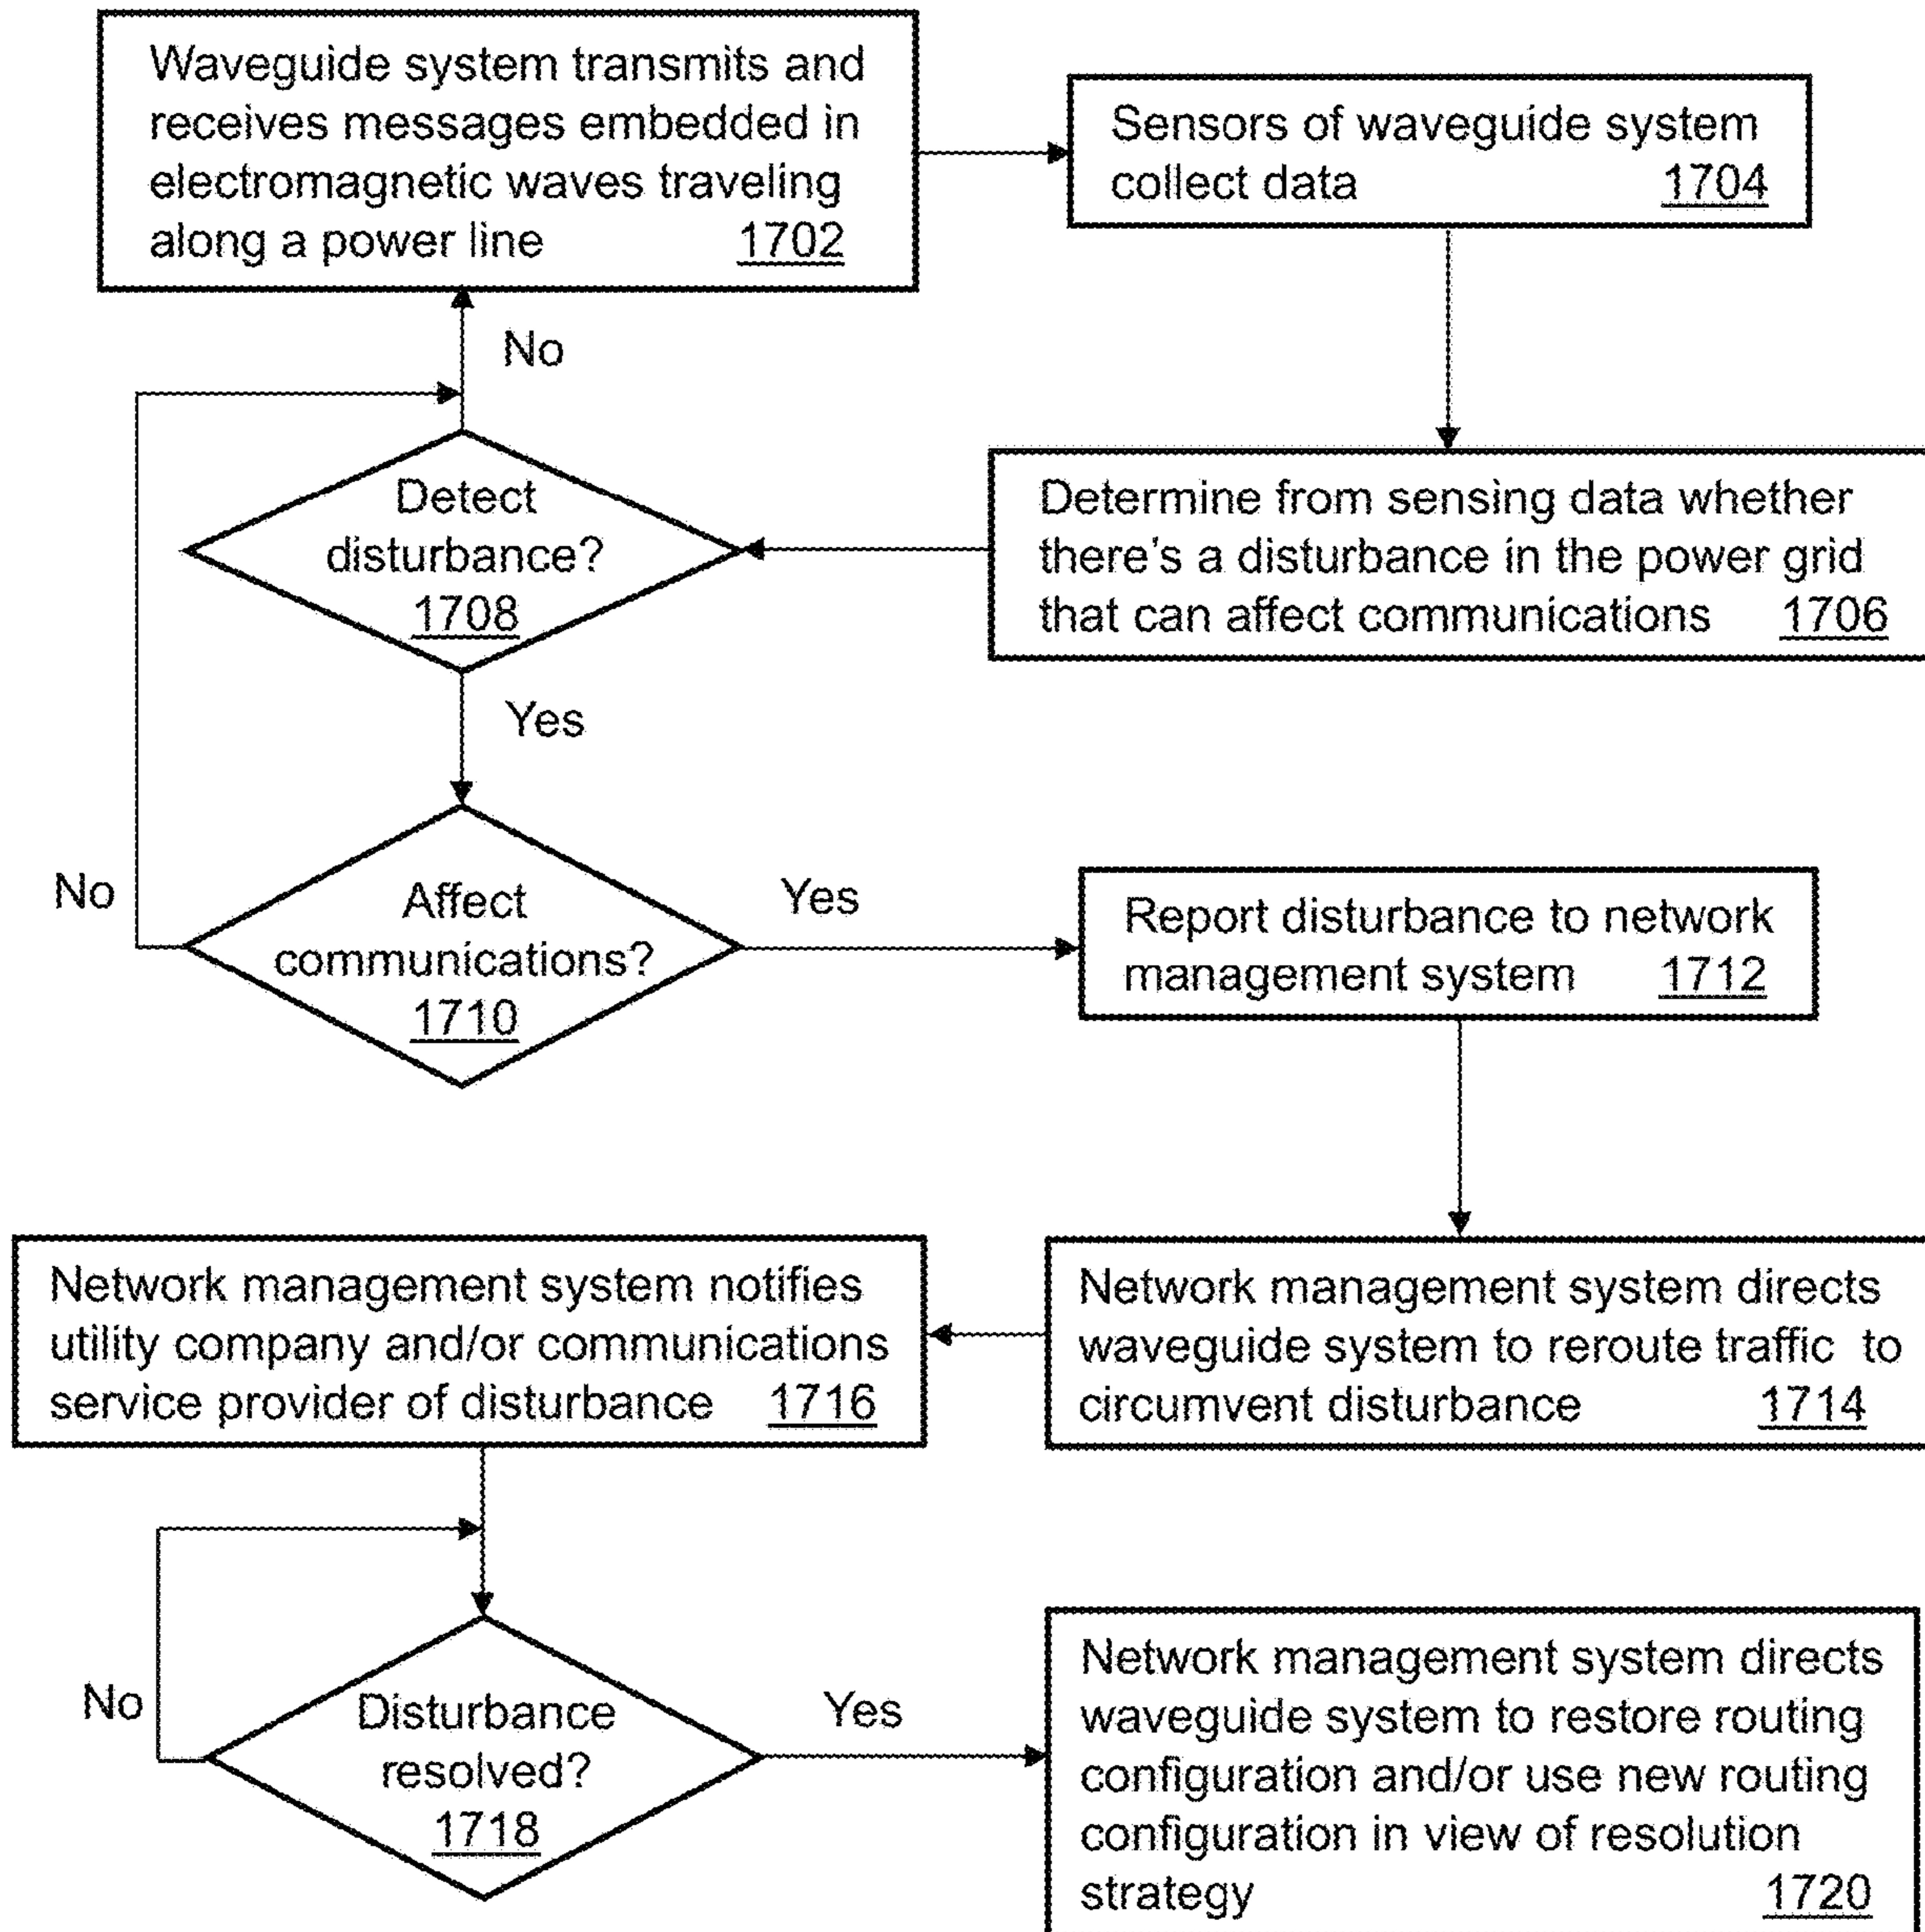 Waveguide system transmits and
receives messages embedded in
electromagnetic waves traveling
along a power line 1702
Sensors of waveguide system
collect data 1704
No
Detect
disturbance?
1708
Determine from sensing data whether
there's a disturbance in the power grid
that can affect communications 1706
Yes
No
Affect
communications?
1710
Yes
Report disturbance to network
management system 1712
Network management system notifies
utility company and/or communications
service provider of disturbance 1716
Network management system directs
waveguide system to reroute traffic to
circumvent disturbance 1714
No
Disturbance
resolved?
1718
Yes
Network management system directs
waveguide system to restore routing
configuration and/or use new routing
configuration in view of resolution
strategy 1720